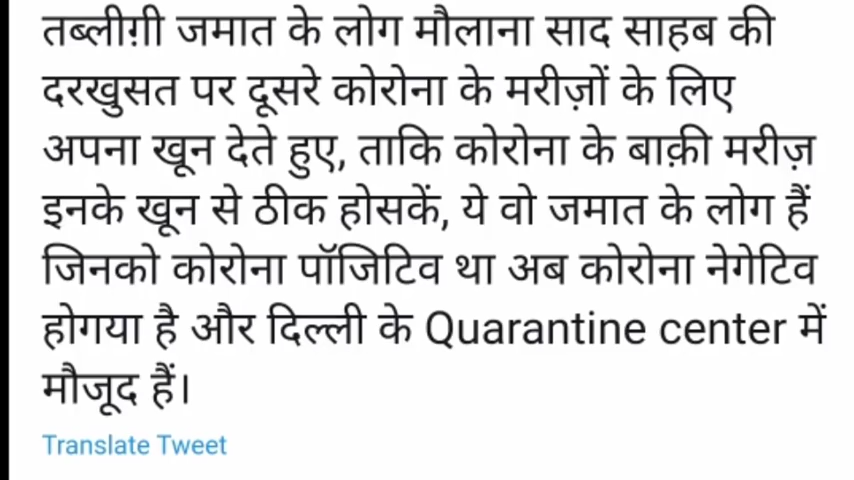 तब्लीग़ी जमात के लोग मौलाना साद साहब की
दरखुसत पर दूसरे कोरोना के मरीज़ों के लिए
अपना खून देते हुए, ताकि कोरोना के बाक़ी मरीज़
इनके खून से ठीक होसकें, ये वो जमात के लोग हैं
जिनको कोरोना पॉजिटिव था अब कोरोना नेगेटिव
होगया है और दिल्ली के Quarantine center में
मौजूद हैं।
Translate Tweet